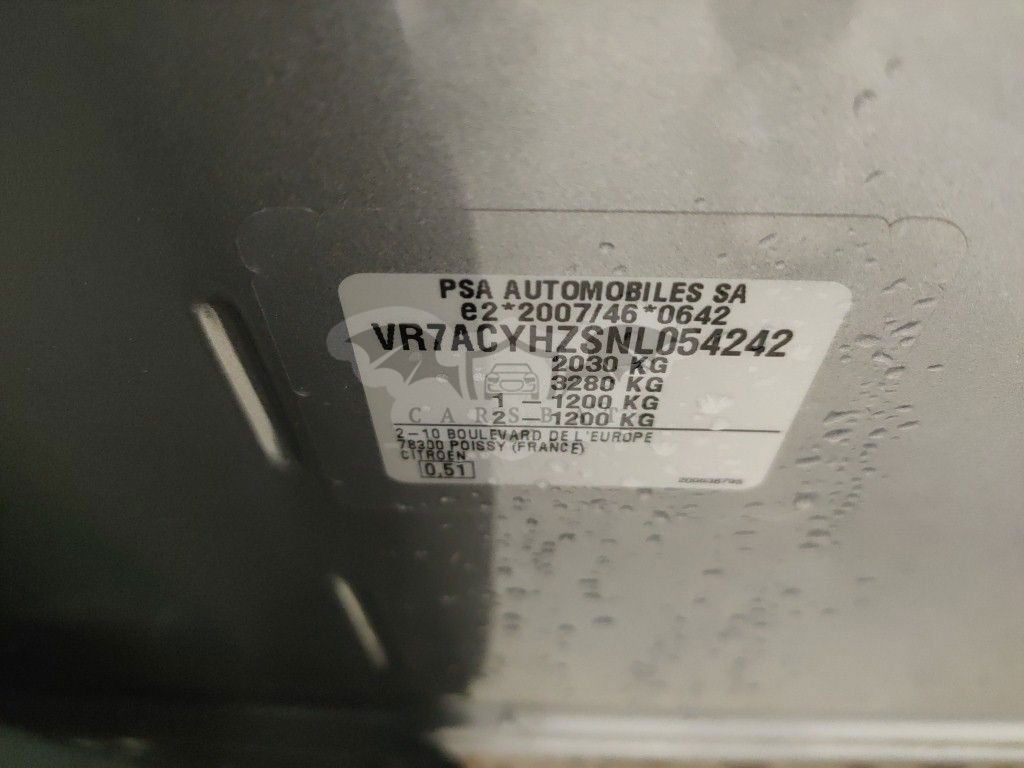 PSA AUTOMOBILES SA
e2*2007/46*0642
VR7ACYHZSNL054242
2030 KG
3280 KG
1 - 1200 KG
2 - 1200 KG
CARSBAT
2-10 BOULEVARD DE L'EUROPE
78300 POISSY (FRANCE)
CITROEN
0.51